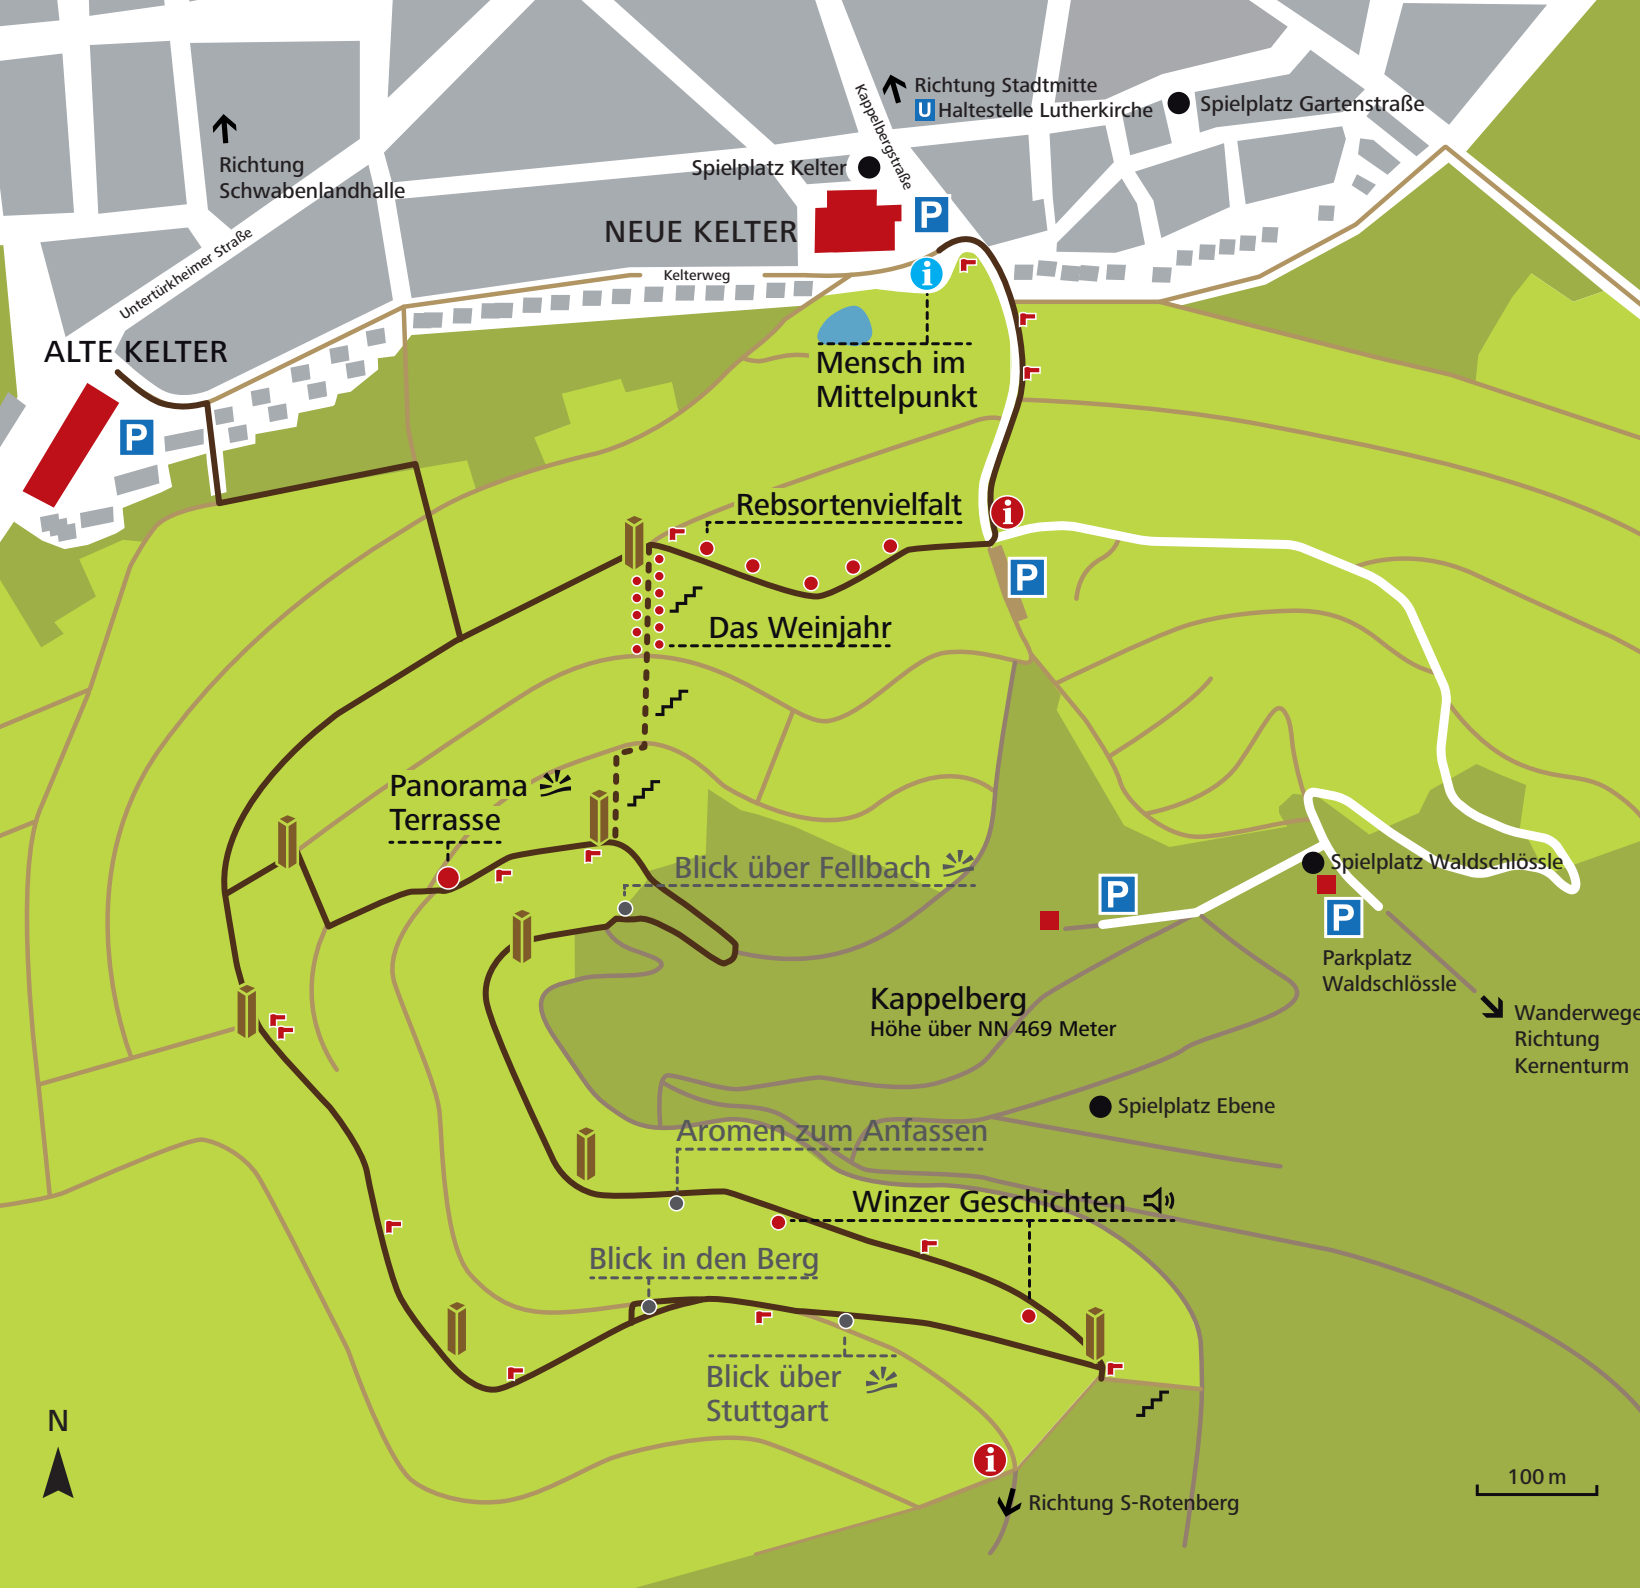 Richtung Stadtmitte
U Haltestelle Lutherkirche
Spielplatz Gartenstraße
Kappelbergstraße
Richtung
Schwabenlandhalle
Spielplatz Kelter
P
NEUE KELTER
Untertürkheimer Straße
Kelterweg
i
ALTE KELTER
P
Mensch im
Mittelpunkt
Rebsortenvielfalt
i
P
Das Weinjahr
Panorama
Terrasse
Blick über Fellbach
Spielplatz Waldschlössle
P
P
Parkplatz
Waldschlössle
Kappelberg
Höhe über NN 469 Meter
Wanderwege
Richtung
Kernenturm
Spielplatz Ebene
Aromen zum Anfassen
Winzer Geschichten
Blick in den Berg
Blick über
Stuttgart
N
i
Richtung S-Rotenberg
100 m